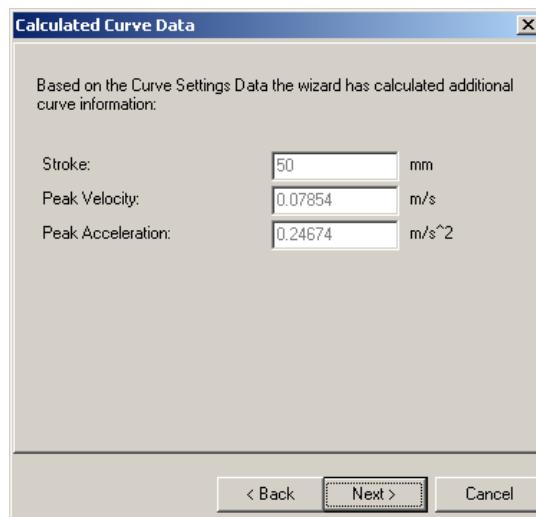 Calculated Curve Data
Based on the Curve Settings Data the wizard has calculated additional
curve information:
Stroke: 50 mm
Peak Velocity: 0.07854 m/s
Peak Acceleration: 0.24674 m/s^2
< Back Next > Cancel